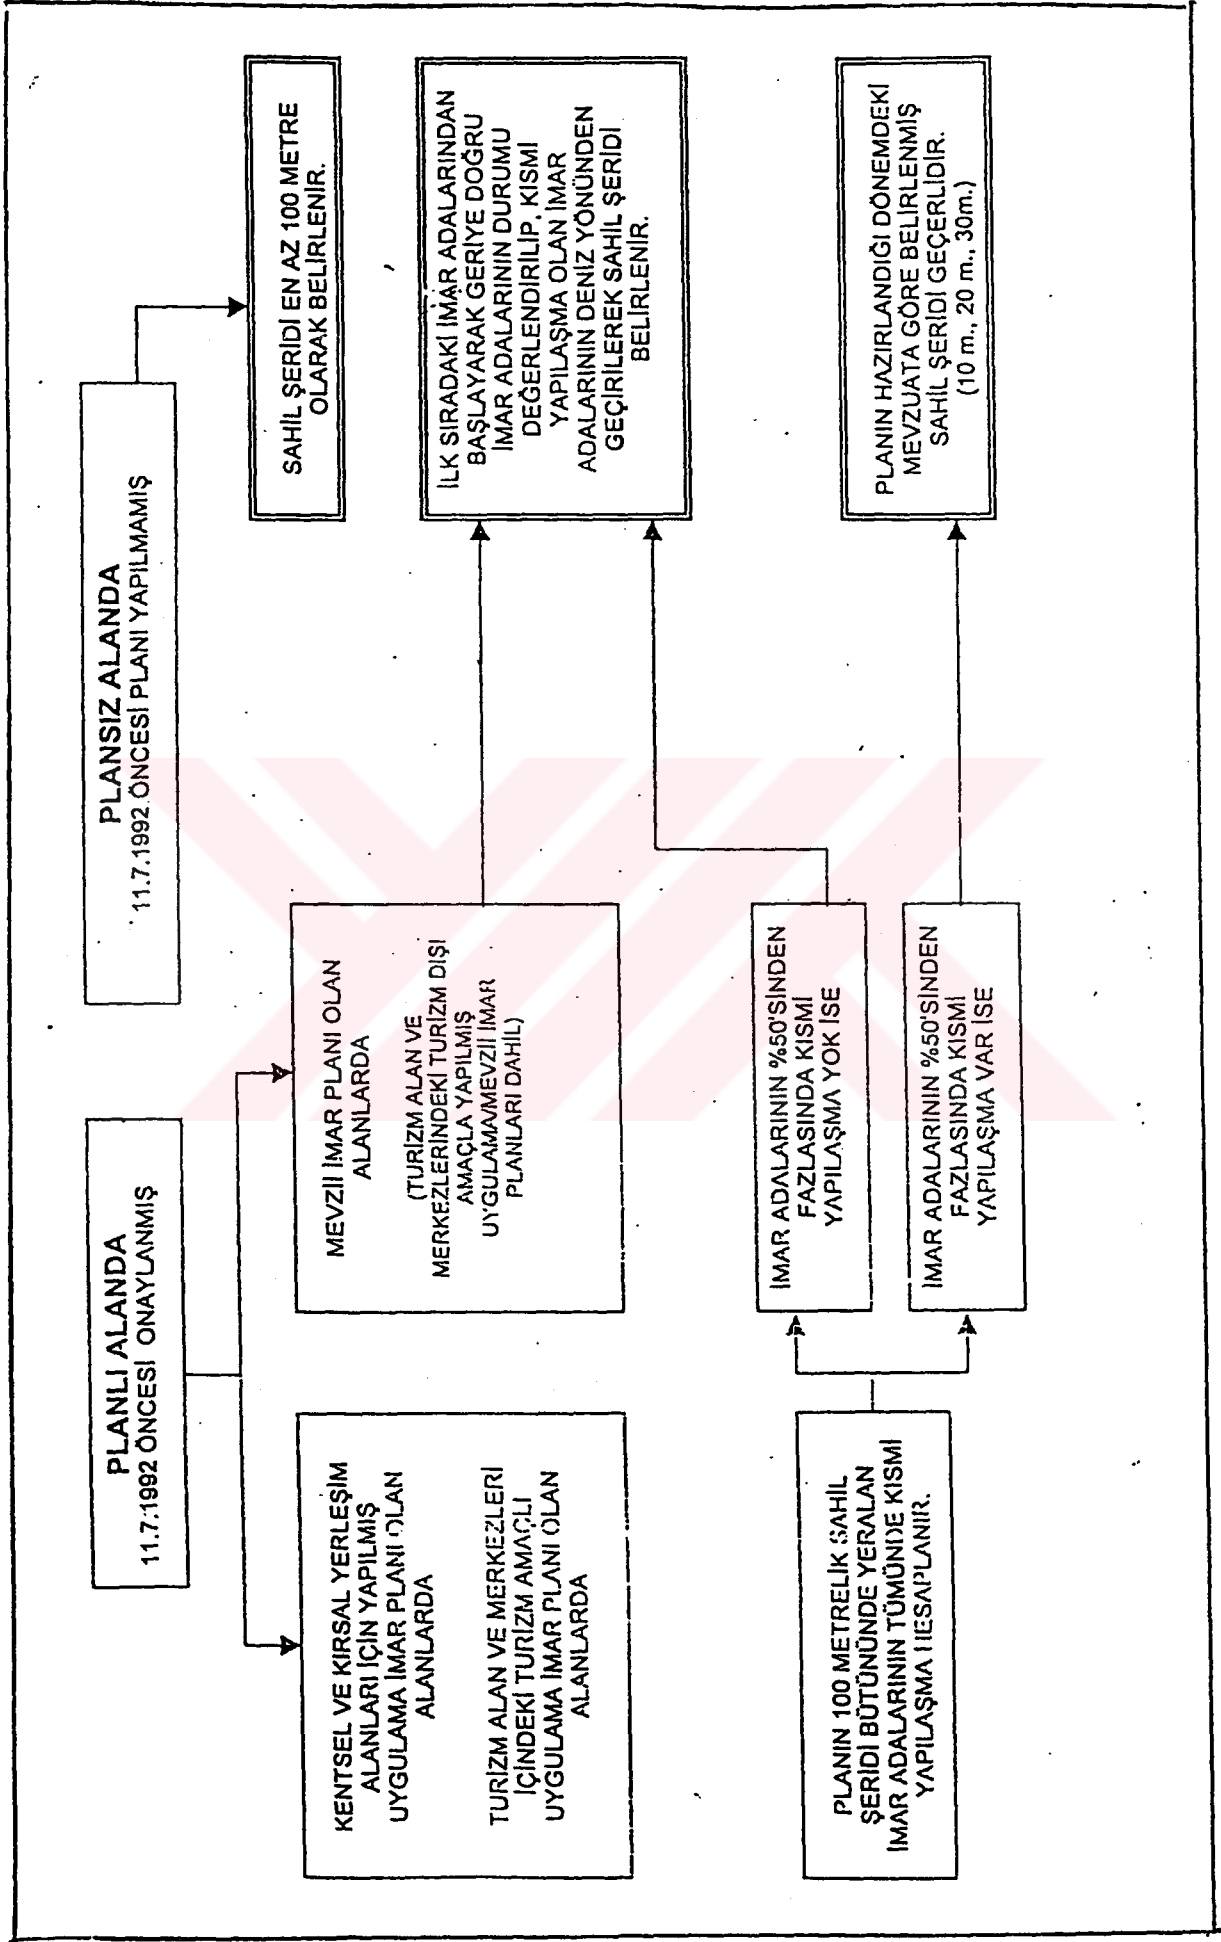 PLANLI ALANDA
11.7.1992 ÖNCESİ ONAYLANMIŞ
PLANSIZ ALANDA
11.7.1992 ÖNCESİ PLANI YAPILMAMIŞ
KENTSEL VE KIRSAL YERLEŞİM
ALANLARI İÇİN YAPILMIŞ
UYGULAMA İMAR PLANI OLAN
ALANLARDA
TURİZM ALAN VE MERKEZLERİ
İÇİNDEKİ TURİZM AMAÇLI
UYGULAMA İMAR PLANI OLAN
ALANLARDA
MEVZİİ İMAR PLANI OLAN
ALANLARDA
(TURİZM ALAN VE
MERKEZLERİNDEKİ TURİZM DIŞI
AMAÇLA YAPILMIŞ
UYGULAMA/MEVZİİ İMAR
PLANLARI DAHİL)
SAHİL ŞERİDİ EN AZ 100 METRE
OLARAK BELİRLENİR.
İLK SIRADAKİ İMAR ADALARINDAN
BAŞLAYARAK GERİYE DOĞRU
İMAR ADALARININ DURUMU
DEĞERLENDİRİLİP, KISMİ
YAPILAŞMA OLAN İMAR
ADALARININ DENİZ YÖNÜNDEN
GEÇİRİLEREK SAHİL ŞERİDİ
BELİRLENİR.
PLANIN 100 METRELİK SAHİL
ŞERİDİ BÜTÜNÜNDE YERALAN
İMAR ADALARININ TÜMÜNDE KISMİ
YAPILAŞMA HESAPLANIR.
İMAR ADALARININ %50'SİNDEN
FAZLASINDA KISMİ
YAPILAŞMA YOK İSE
İMAR ADALARININ %50'SİNDEN
FAZLASINDA KISMİ
YAPILAŞMA VAR İSE
PLANIN HAZIRLANDIĞI DÖNEMDEKİ
MEVZUATA GÖRE BELİRLENMİŞ
SAHİL ŞERİDİ GEÇERLİDİR.
(10 m., 20 m., 30m.)